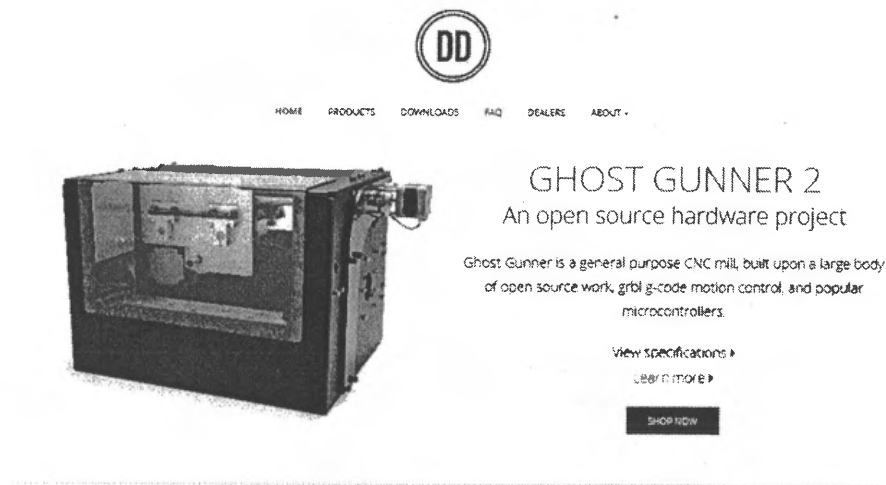 DD
HOME PRODUCTS DOWNLOADS FAQ DEALERS ABOUT
GHOST GUNNER 2
An open source hardware project
Ghost Gunner is a general purpose CNC mill, built upon a large body
of open source work, grbl g-code motion control, and popular
microcontrollers.
View specifications
Learn more
SHOP NOW